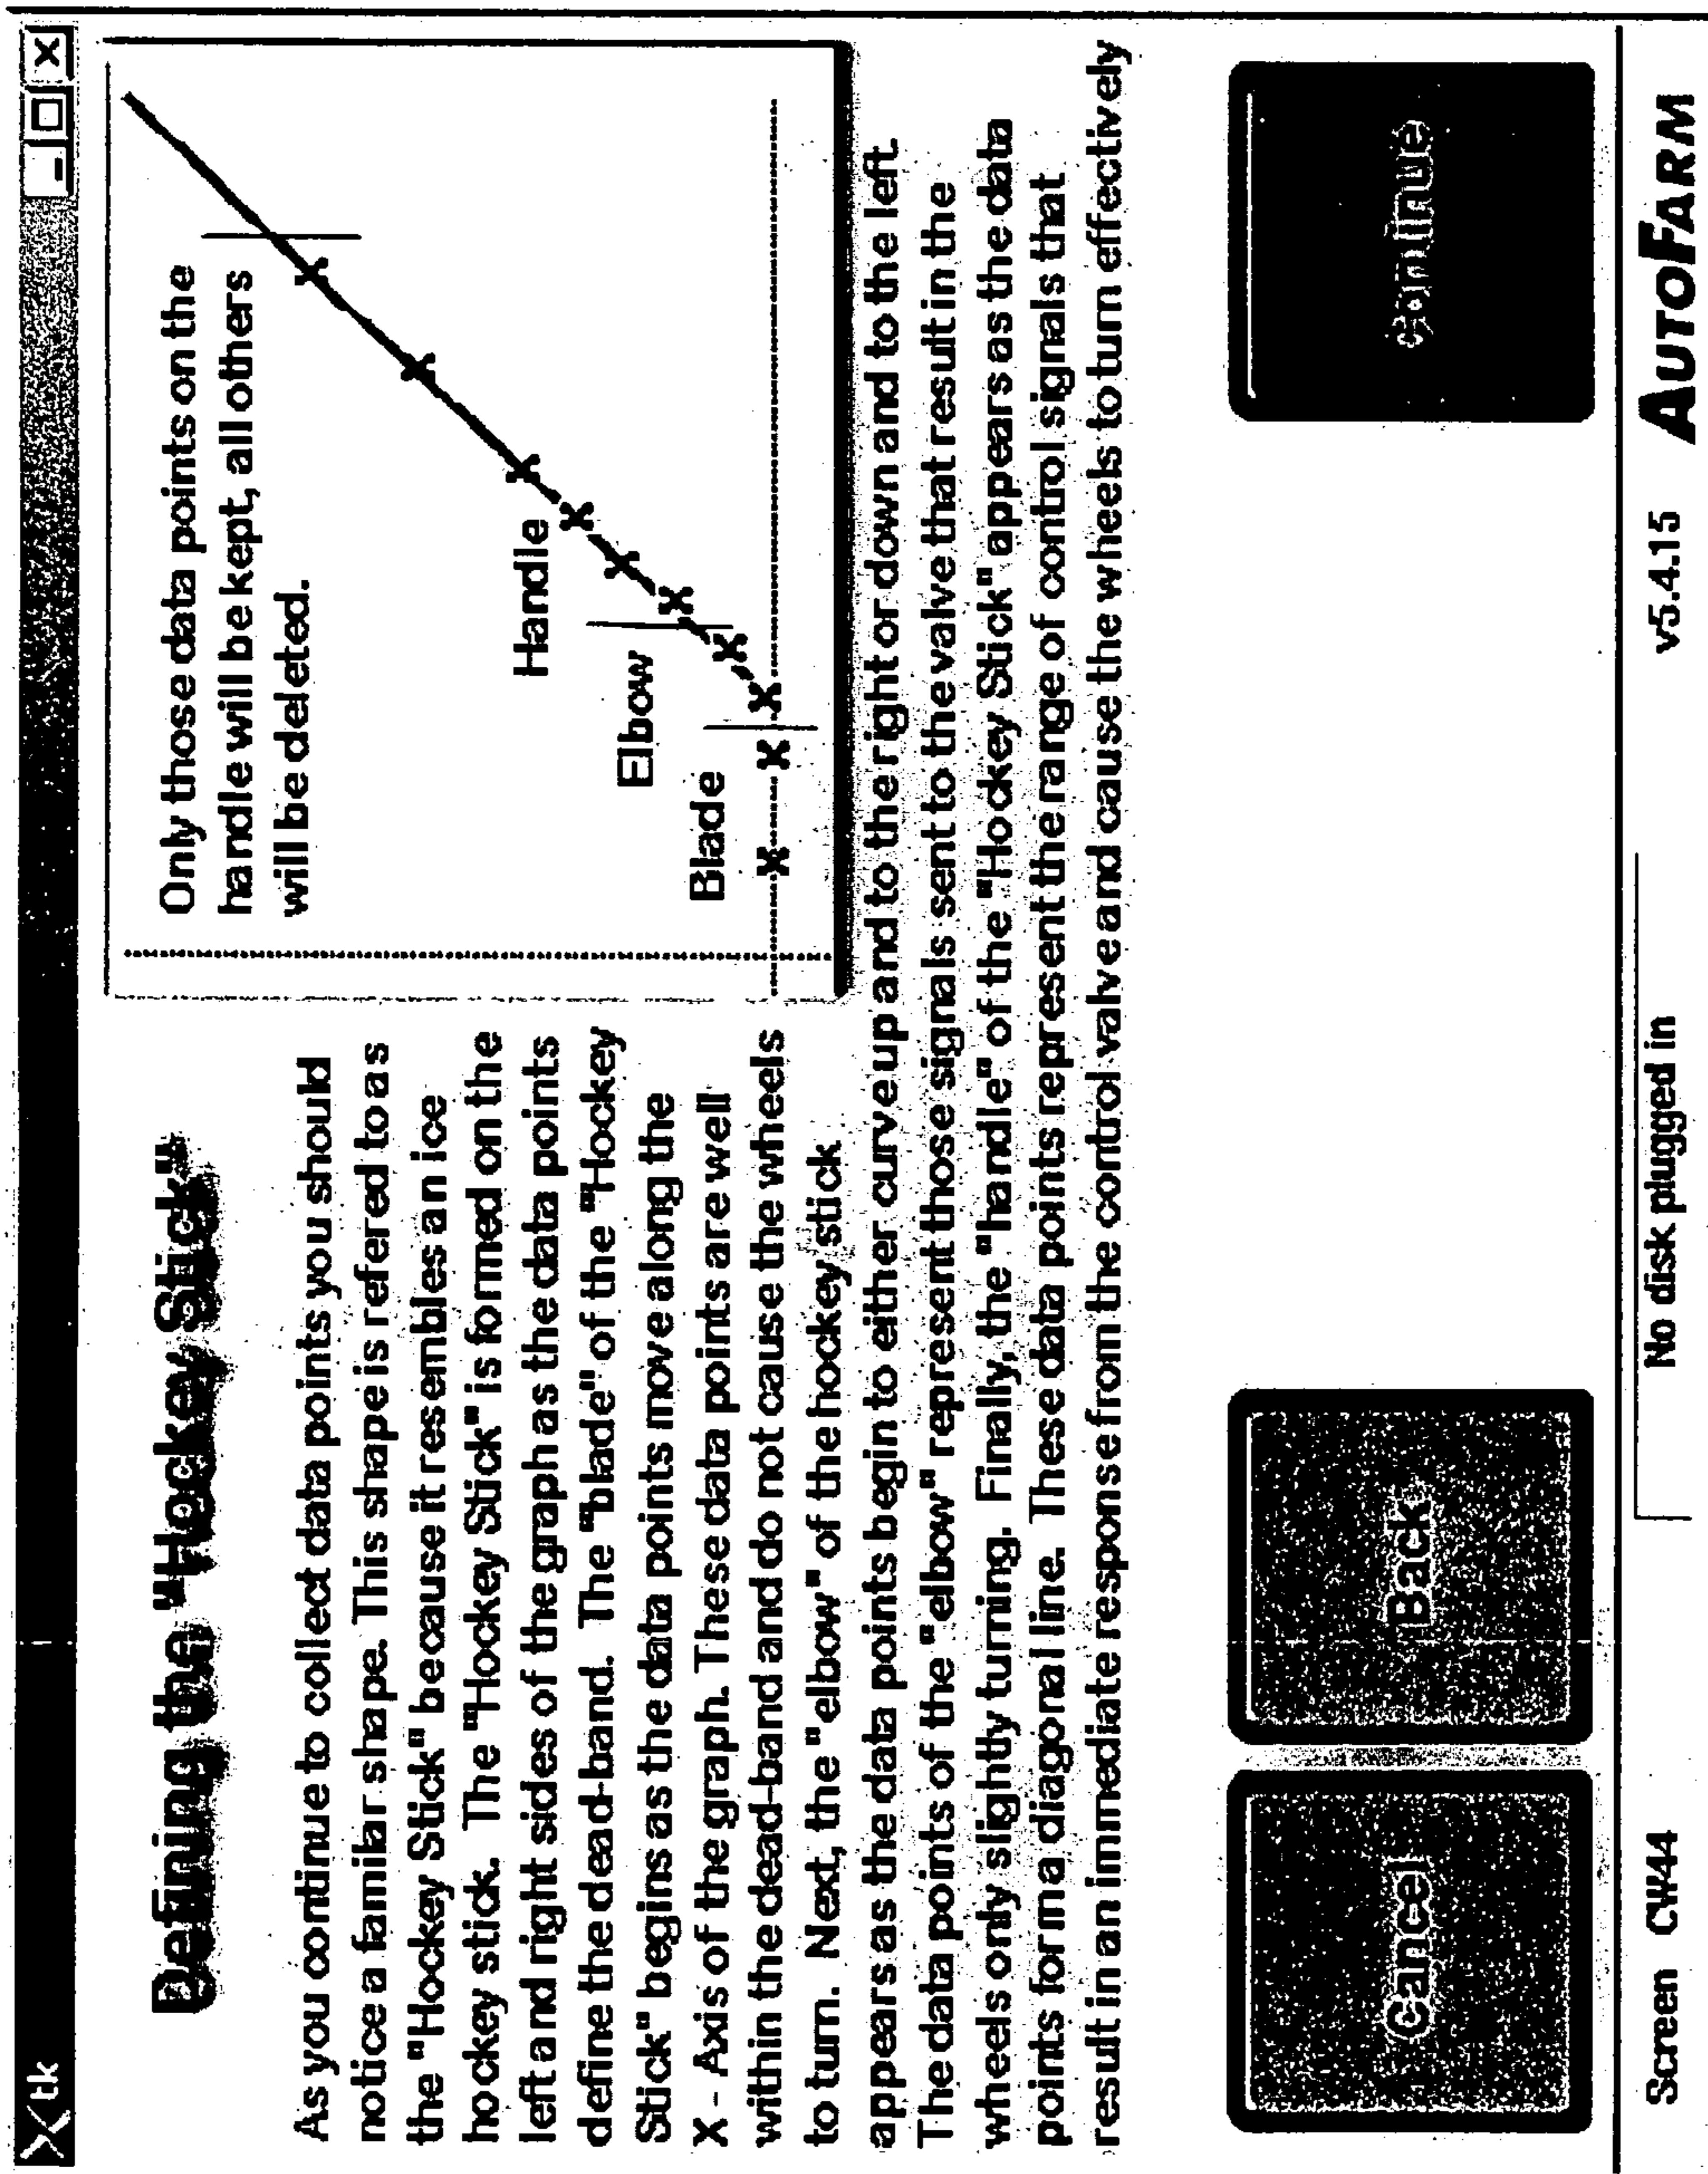 tk
Defining the "Hockey Stick"
As you continue to collect data points you should
notice a familar shape. This shape is refered to as
the "Hockey Stick" because it resembles an ice
hockey stick. The "Hockey Stick" is formed on the
left and right sides of the graph as the data points
define the dead-band. The "blade" of the "Hockey
Stick" begins as the data points move along the
X - Axis of the graph. These data points are well
within the dead-band and do not cause the wheels
to turn. Next, the "elbow" of the hockey stick
appears as the data points begin to either curve up and to the right or down and to the left.
The data points of the "elbow" represent those signals sent to the valve that result in the
wheels only slightly turning. Finally, the "handle" of the "Hockey Stick" appears as the data
points form a diagonal line. These data points represent the range of control signals that
result in an immediate response from the control valve and cause the wheels to turn effectively
Only those data points on the
handle will be kept, all others
will be deleted.
Handle
Elbow
Blade
Cancel
Back
Continue
Screen CW44
No disk plugged in
v5.4.15
AUTOFARM